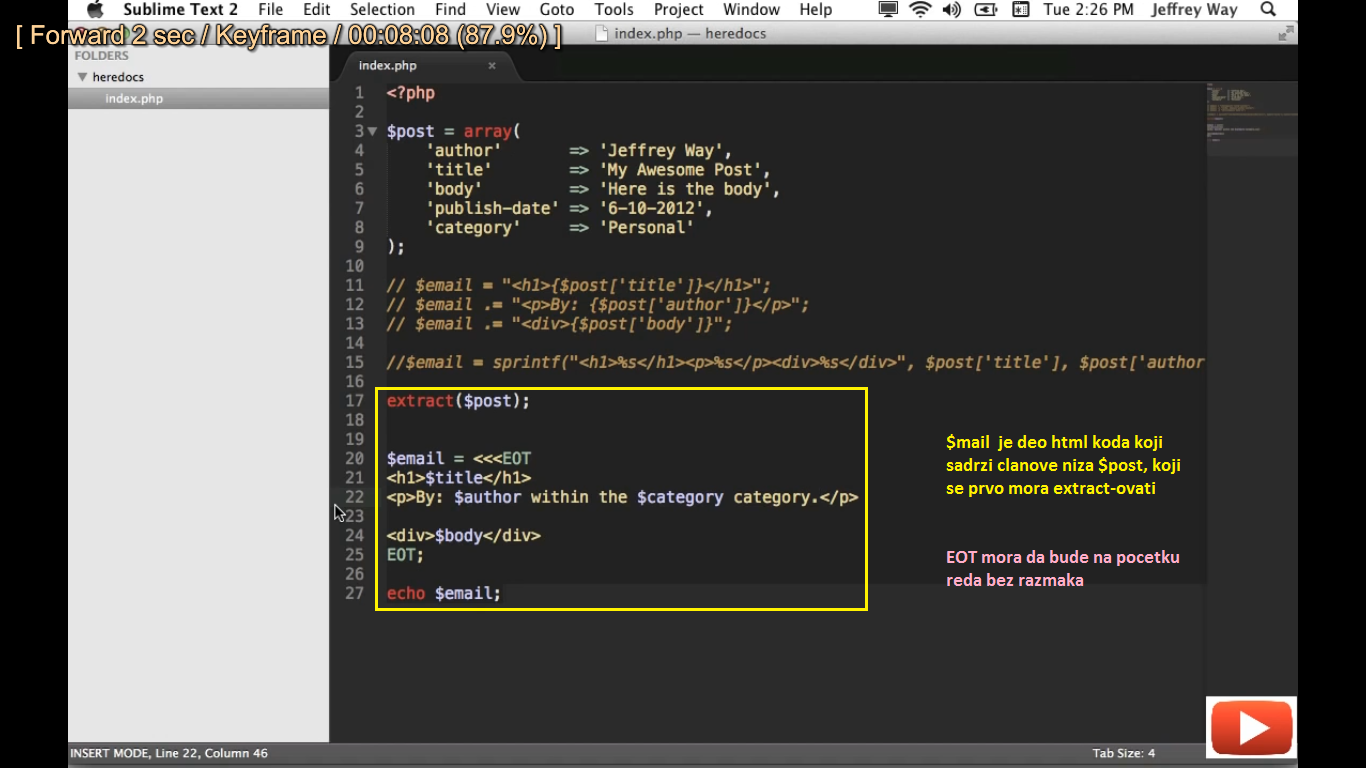 Sublime Text 2 File Edit Selection Find View Goto Tools Project Window Help Tue 2:26 PM Jeffrey Way
[ Forward 2 sec / Keyframe / 00:08:08 (87.9%) ]
index.php — heredocs
FOLDERS
heredocs
index.php
index.php
1 <?php
2
3 $post = array(
4 'author' => 'Jeffrey Way',
5 'title' => 'My Awesome Post',
6 'body' => 'Here is the body',
7 'publish-date' => '6-10-2012',
8 'category' => 'Personal'
9 );
10
11 // $email = "<h1>{$post['title']}</h1>";
12 // $email .= "<p>By: {$post['author']}</p>";
13 // $email .= "<div>{$post['body']}";
14
15 //$email = sprintf("<h1>%s</h1><p>%s</p><div>%s</div>", $post['title'], $post['author
16
17 extract($post);
18
19
20 $email = <<<EOT
21 <h1>$title</h1>
22 <p>By: $author within the $category category.</p>
23
24 <div>$body</div>
25 EOT;
26
27 echo $email;
$mail je deo html koda koji
sadrzi clanove niza $post, koji
se prvo mora extract-ovati
EOT mora da bude na pocetku
reda bez razmaka
INSERT MODE, Line 22, Column 46
Tab Size: 4